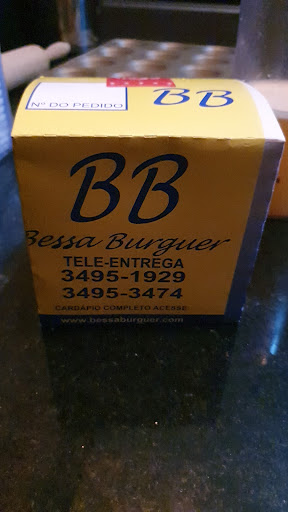 Nº DO PEDIDO
BB
BB
Bessa Burguer
TELE-ENTREGA
3495-1929
3495-3474
CARDÁPIO COMPLETO ACESSE:
www.bessaburguer.com